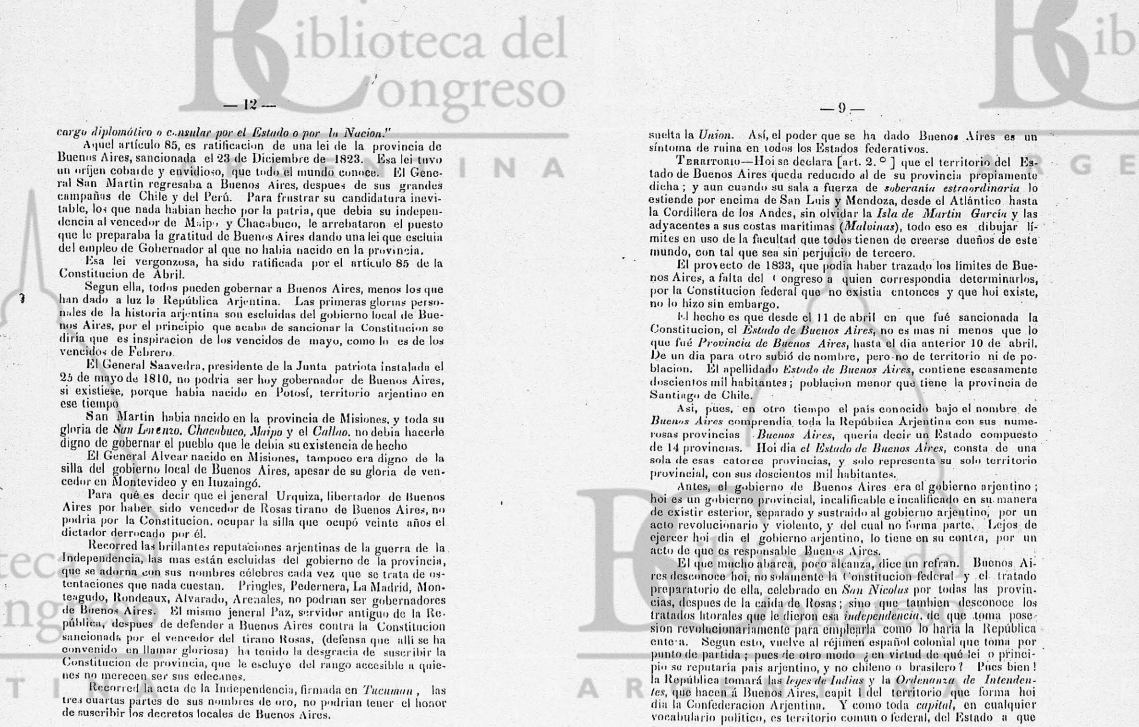 — 12 —
cargo diplomático o c..nsular por el Estado o por la Nacion."
Aquel artículo 85, es ratificacion de una lei de la provincia de
Buenos Aires, sancionada el 23 de Diciembre de 1823. Esa lei tuvo
un oríjen cobarde y envidioso, que todo el mundo conoce. El Gene-
ral San Martin regresaba a Buenos Aires, despues de sus grandes
campañas de Chile y del Perú. Para frustrar su candidatura inevi-
table, los que nada habian hecho por la patria, que debia su indepen-
dencia al vencedor de Maipo y Chacabuco, le arrebataron el puesto
que le preparaba la gratitud de Buenos Aires dando una lei que escluia
del empleo de Gobernador al que no habia nacido en la provincia.
Esa lei vergonzosa, ha sido ratificada por el articulo 85 de la
Constitucion de Abril.
Segun ella, todos pueden gobernar a Buenos Aires, menos los que
han dado a luz la República Arjentina. Las primeras glorias perso-
nales de la historia arjentina son escluidas del gobierno local de Bue-
nos Aires, por el principio que acaba de sancionar la Constitucion se
diria que es inspiracion de los vencidos de mayo, como lo es de los
vencidos de Febrero.
El General Saavedra, presidente de la Junta patriota instalada el
25 de mayo de 1810, no podria ser hoy gobernador de Buenos Aires,
si existiese, porque habia nacido en Potosí, territorio arjentino en
ese tiempo
San Martin habia nacido en la provincia de Misiones, y toda su
gloria de San Lorenzo, Chacabuco, Maipo y el Callao, no debia hacerle
digno de gobernar el pueblo que le debia su existencia de hecho
El General Alvear nacido en Misiones, tampoco era digno de la
silla del gobierno local de Buenos Aires, apesar de su gloria de ven-
cedor en Montevideo y en Ituzaingó.
Para qué es decir que el jeneral Urquiza, libertador de Buenos
Aires por haber sido vencedor de Rosas tirano de Buenos Aires, no
podria por la Constitucion, ocupar la silla que ocupó veinte años el
dictador derrocado por él.
Recorred las brillantes reputaciones arjentinas de la guerra de la
Independencia, las mas están escluidas del gobierno de la provincia,
que se adorna con sus nombres célebres cada vez que se trata de os-
tentaciones que nada cuestan. Pringles, Pedernera, La Madrid, Mon-
teagudo, Rondeaux, Alvarado, Arenales, no podrian ser gobernadores
de Buenos Aires. El mismo jeneral Paz, servidor antiguo de la Re-
pública, despues de defender a Buenos Aires contra la Constitucion
sancionada por el vencedor del tirano Rosas, (defensa que alli se ha
convenido en llamar gloriosa) ha tenido la desgracia de suscribir la
Constitucion de provincia, que le escluye del rango accesible a quie-
nes no merecen ser sus edecanes.
Recorred la acta de la Independencia, firmada en Tucuman, las
tres cuartas partes de sus nombres de oro, no podrian tener el honor
de suscribir los decretos locales de Buenos Aires.
— 9 —
suelta la Union. Así, el poder que se ha dado Buenos Aires es un
síntoma de ruina en todos los Estados federativos.
TERRITORIO—Hoi se declara [art. 2. º ] que el territorio del Es-
tado de Buenos Aires queda reducido al de su provincia propiamente
dicha; y aun cuando su sala a fuerza de soberanía estraordinaria lo
estiende por encima de San Luis y Mendoza, desde el Atlántico hasta
la Cordillera de los Andes, sin olvidar la Isla de Martin Garcia y las
adyacentes a sus costas maritimas (Malvinas), todo eso es dibujar lí-
mites en uso de la facultad que todos tienen de creerse dueños de este
mundo, con tal que sea sin perjuicio de tercero.
El proyecto de 1833, que podia haber trazado los limites de Bue-
nos Aires, a falta del Congreso a quien correspondia determinarlos,
por la Constitucion federal que no existia entonces y que hoi existe,
no lo hizo sin embargo.
El hecho es que desde el 11 de abril en que fué sancionada la
Constitucion, el Estado de Buenos Aires, no es mas ni menos que lo
que fué Provincia de Buenos Aires, hasta el dia anterior 10 de abril.
De un dia para otro subió de nombre, pero no de territorio ni de po-
blacion. El apellidado Estado de Buenos Aires, contiene escasamente
doscientos mil habitantes; poblacion menor que tiene la provincia de
Santiago de Chile.
Así, pues, en otro tiempo el país conocido bajo el nombre de
Buenos Aires comprendia toda la República Arjentina con sus nume-
rosas provincias Buenos Aires, queria decir un Estado compuesto
de 14 provincias. Hoi dia el Estado de Buenos Aires, consta de una
sola de esas catorce provincias, y solo representa su solo territorio
provincial, con sus doscientos mil habitantes.
Antes, el gobierno de Buenos Aires era el gobierno arjentino;
hoi es un gobierno provincial, incalificable e incalificado en su manera
de existir esterior, separado y sustraido al gobierno arjentino, por un
acto revolucionario y violento, y del cual no forma parte. Lejos de
ejercer hoi dia el gobierno arjentino, lo tiene en su contra, por un
acto de que es responsable Buenos Aires.
El que mucho abarca, poco alcanza, dice un refran. Buenos Ai-
res desconoce hoi, no solamente la Constitucion federal y el tratado
preparatorio de ella, celebrado en San Nicolas por todas las provin-
cias, despues de la caida de Rosas; sino que tambien desconoce los
tratados litorales que le dieron esa independencia, de que toma pose-
sion revolucionariamente para emplearla como lo haria la República
entera. Segun esto, vuelve al réjimen español colonial que toma por
punto de partida; pues de otro modo ¿en virtud de qué lei o princi-
pio se reputaria pais arjentino, y no chileno o brasilero? Pues bien!
la República tomará las leyes de Indias y la Ordenanza de Intenden-
tes, que hacen a Buenos Aires, capital del territorio que forma hoi
dia la Confederacion Arjentina. Y como toda capital, en cualquier
vocabulario político, es territorio comun o federal, del Estado a que
Biblioteca del
Congreso
ARGENTINA